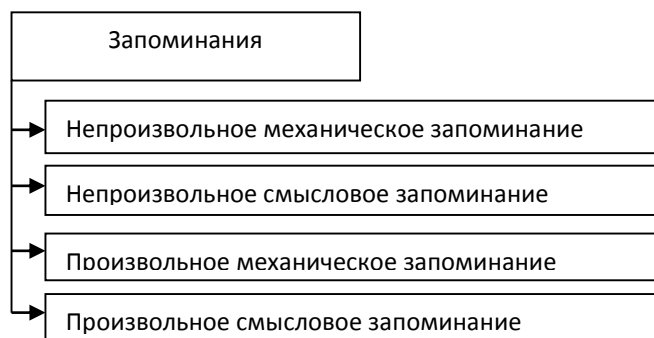 Запоминания
Непроизвольное механическое запоминание
Непроизвольное смысловое запоминание
Произвольное механическое запоминание
Произвольное смысловое запоминание